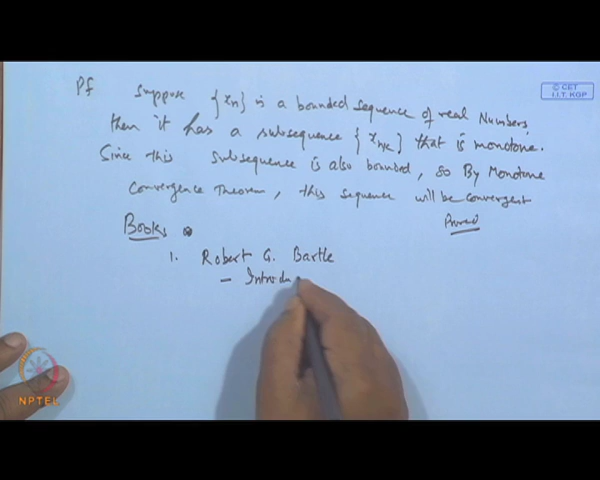 Pf Suppose {xn} is a bounded sequence of real Numbers,
then it has a subsequence {xnk} that is monotone.
Since this subsequence is also bounded, so By Monotone
Convergence Theorem, this sequence will be convergent
Proved
Books
1. Robert G. Bartle
- Introdu
© CET
I.I.T. KGP
NPTEL